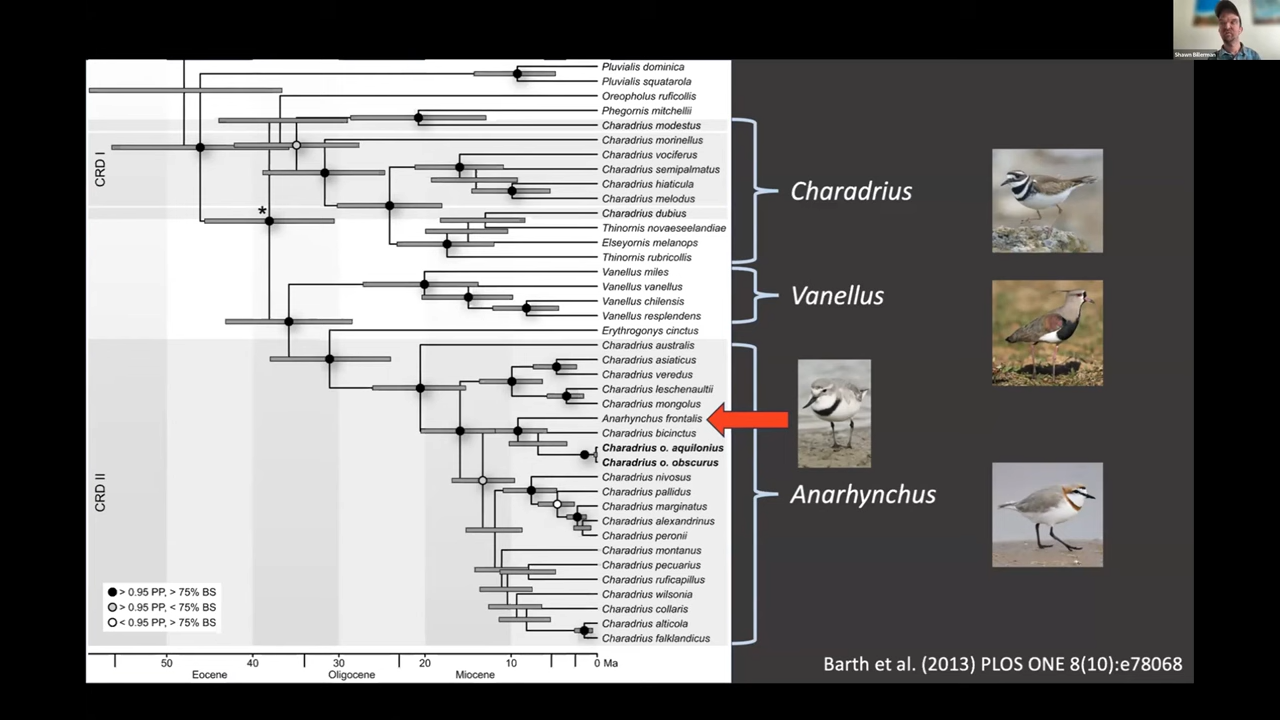 Shawn Billerman
Pluvialis dominica
Pluvialis squatarola
Oreopholus ruficollis
Phegornis mitchellii
Charadrius modestus
Charadrius morinellus
Charadrius vociferus
Charadrius semipalmatus
Charadrius hiaticula
Charadrius melodus
Charadrius dubius
Thinornis novaeseelandiae
Elseyornis melanops
Thinornis rubricollis
Vanellus miles
Vanellus vanellus
Vanellus chilensis
Vanellus resplendens
Erythrogonys cinctus
Charadrius australis
Charadrius asiaticus
Charadrius veredus
Charadrius leschenaultii
Charadrius mongolus
Anarhynchus frontalis
Charadrius bicinctus
Charadrius o. aquilonius
Charadrius o. obscurus
Charadrius nivosus
Charadrius pallidus
Charadrius marginatus
Charadrius alexandrinus
Charadrius peronii
Charadrius montanus
Charadrius pecuarius
Charadrius ruficapillus
Charadrius wilsonia
Charadrius collaris
Charadrius alticola
Charadrius falklandicus
CRD I
*
CRD II
> 0.95 PP, > 75% BS
> 0.95 PP, < 75% BS
< 0.95 PP, > 75% BS
50 40 30 20 10 0 Ma
Eocene Oligocene Miocene
Charadrius
Vanellus
Anarhynchus
Barth et al. (2013) PLOS ONE 8(10):e78068